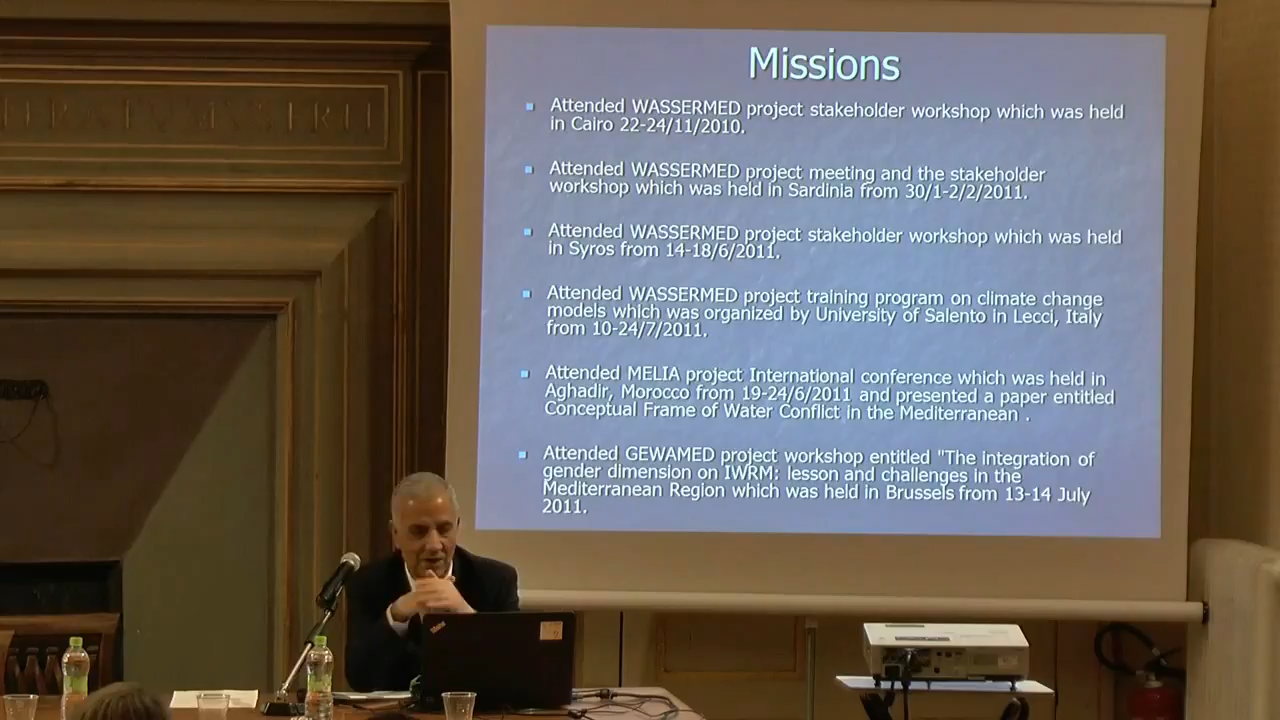 Missions
Attended WASSERMED project stakeholder workshop which was held
in Cairo 22-24/11/2010.
Attended WASSERMED project meeting and the stakeholder
workshop which was held in Sardinia from 30/1-2/2/2011.
Attended WASSERMED project stakeholder workshop which was held
in Syros from 14-18/6/2011.
Attended WASSERMED project training program on climate change
models which was organized by University of Salento in Lecci, Italy
from 10-24/7/2011.
Attended MELIA project International conference which was held in
Aghadir, Morocco from 19-24/6/2011 and presented a paper entitled
Conceptual Frame of Water Conflict in the Mediterranean .
Attended GEWAMED project workshop entitled "The integration of
gender dimension on IWRM: lesson and challenges in the
Mediterranean Region which was held in Brussels from 13-14 July
2011.